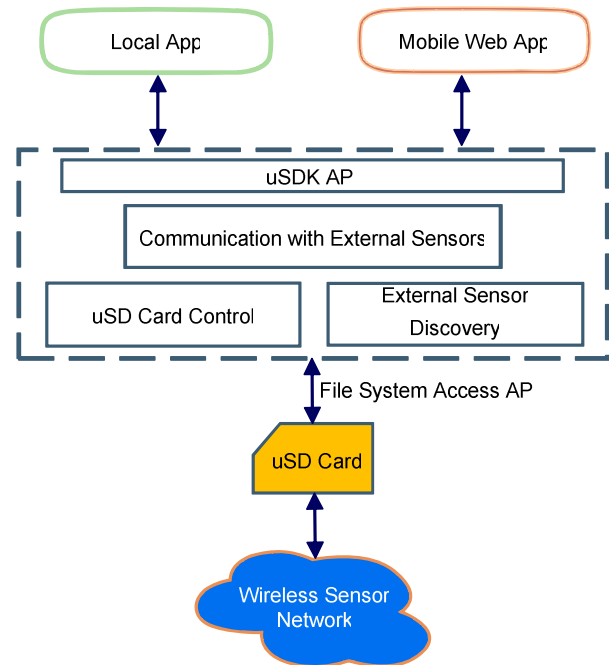 Local App
Mobile Web App
uSDK AP
Communication with External Sensors
uSD Card Control
External Sensor
Discovery
File System Access AP
uSD Card
Wireless Sensor
Network